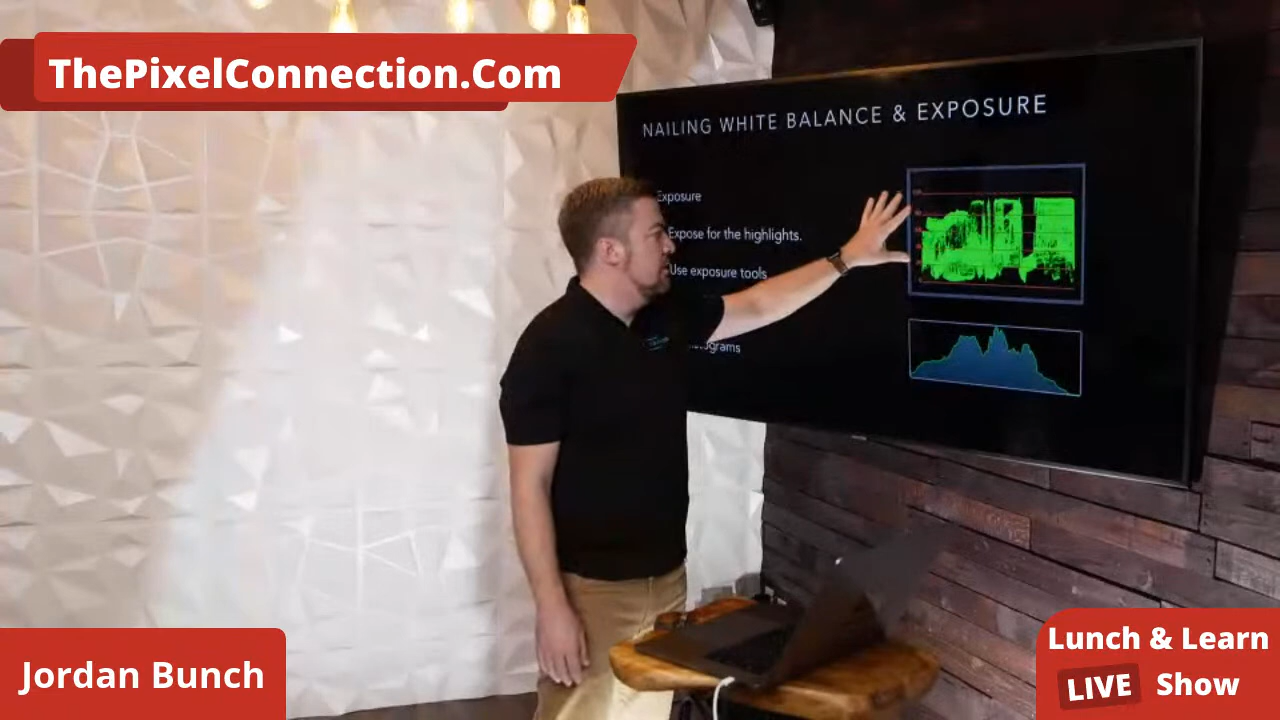 ThePixelConnection.Com
NAILING WHITE BALANCE & EXPOSURE
Exposure
Expose for the highlights.
Use exposure tools
Jordan Bunch
Lunch & Learn
LIVE Show